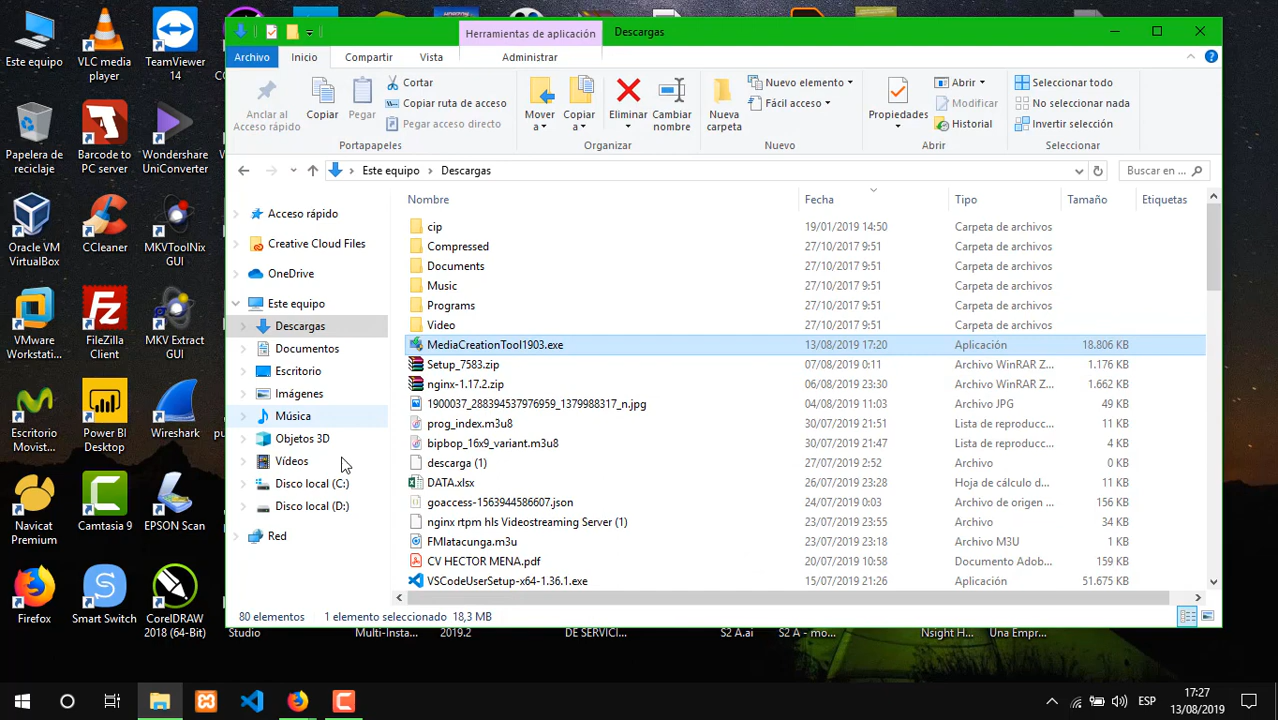 Herramientas de aplicación
Descargas
Archivo
Inicio
Compartir
Vista
Administrar
Anclar al
Acceso rápido
Copiar
Pegar
Cortar
Copiar ruta de acceso
Pegar acceso directo
Portapapeles
Mover
a
Copiar
a
Eliminar
Cambiar
nombre
Organizar
Nueva
carpeta
Nuevo elemento
Fácil acceso
Nuevo
Propiedades
Abrir
Modificar
Historial
Abrir
Seleccionar todo
No seleccionar nada
Invertir selección
Seleccionar
Este equipo > Descargas
Buscar en ...
Nombre Fecha Tipo Tamaño Etiquetas
cip 19/01/2019 14:50 Carpeta de archivos
Compressed 27/10/2017 9:51 Carpeta de archivos
Documents 27/10/2017 9:51 Carpeta de archivos
Music 27/10/2017 9:51 Carpeta de archivos
Programs 27/10/2017 9:51 Carpeta de archivos
Video 27/10/2017 9:51 Carpeta de archivos
MediaCreationTool1903.exe 13/08/2019 17:20 Aplicación 18.806 KB
Setup_7583.zip 07/08/2019 0:11 Archivo WinRAR Z... 1.176 KB
nginx-1.17.2.zip 06/08/2019 23:30 Archivo WinRAR Z... 1.662 KB
1900037_288394537976959_1379988317_n.jpg 04/08/2019 11:03 Archivo JPG 49 KB
prog_index.m3u8 30/07/2019 21:51 Lista de reproducc... 11 KB
bipbop_16x9_variant.m3u8 30/07/2019 21:47 Lista de reproducc... 4 KB
descarga (1) 27/07/2019 2:52 Archivo 0 KB
DATA.xlsx 26/07/2019 23:28 Hoja de cálculo d... 11 KB
goaccess-1563944586607.json 24/07/2019 0:03 Archivo de origen ... 156 KB
nginx rtpm hls Videostreaming Server (1) 23/07/2019 23:55 Archivo 34 KB
FMlatacunga.m3u 23/07/2019 23:18 Archivo M3U 1 KB
CV HECTOR MENA.pdf 20/07/2019 10:58 Documento Adob... 159 KB
VSCodeUserSetup-x64-1.36.1.exe 15/07/2019 21:26 Aplicación 51.675 KB
Acceso rápido
Creative Cloud Files
OneDrive
Este equipo
Descargas
Documentos
Escritorio
Imágenes
Música
Objetos 3D
Vídeos
Disco local (C:)
Disco local (D:)
Red
80 elementos 1 elemento seleccionado 18,3 MB
Este equipo
VLC media
player
TeamViewer
14
Papelera de
reciclaje
Barcode to
PC server
Wondershare
UniConverter
Oracle VM
VirtualBox
CCleaner
MKVToolNix
GUI
VMware
Workstati...
FileZilla
Client
MKV Extract
GUI
Escritorio
Movist...
Power BI
Desktop
Wireshark
Navicat
Premium
Camtasia 9
EPSON Scan
Firefox
Smart Switch
CorelDRAW
2018 (64-Bit)
Studio
Multi-Insta...
2019.2
DE SERVICI...
S2 A.ai
S2 A - mo...
Nsight H...
Una Empr...
ESP
17:27
13/08/2019